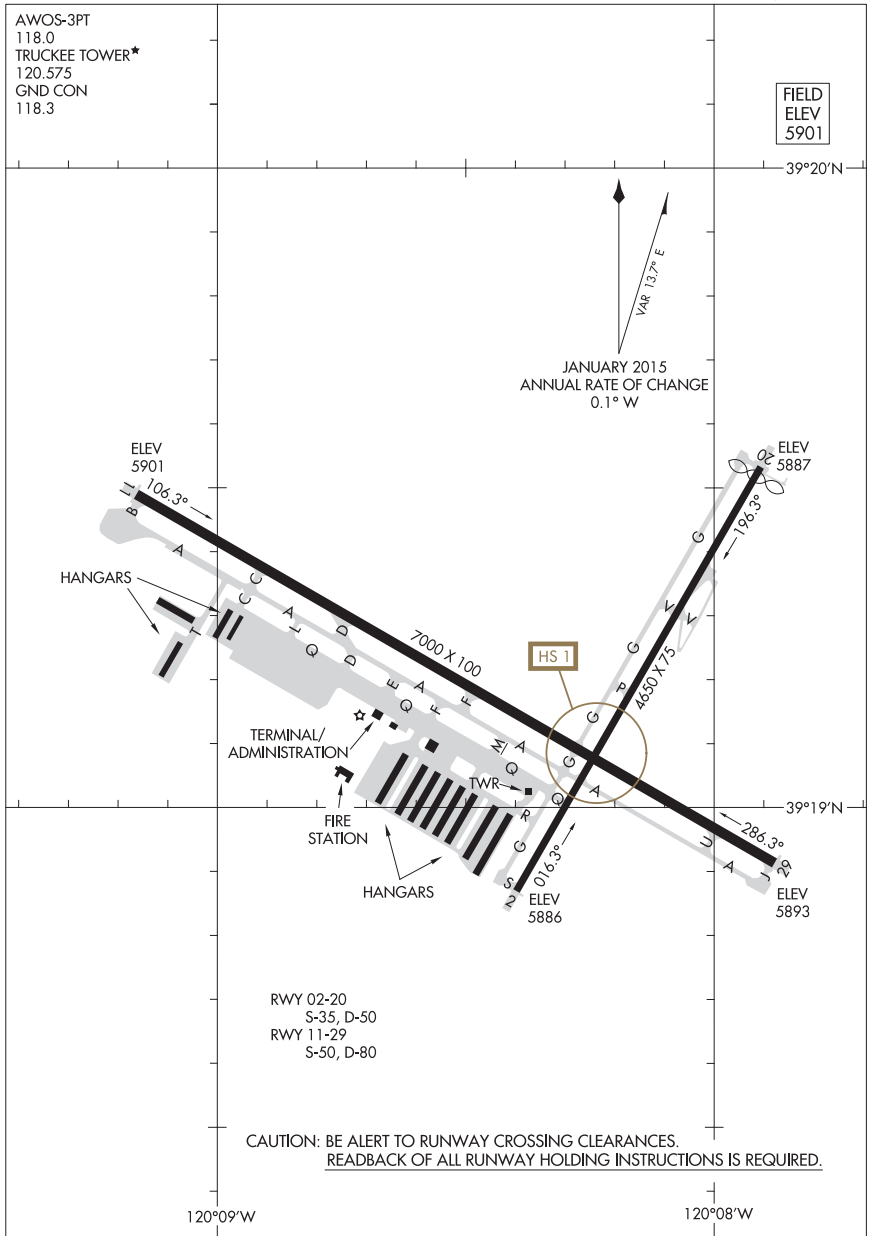 AWOS-3PT
118.0
TRUCKEE TOWER★
120.575
GND CON
118.3
FIELD
ELEV
5901
39°20'N
VAR 13.7° E
JANUARY 2015
ANNUAL RATE OF CHANGE
0.1° W
ELEV
5901
11
106.3°
B
A
20
ELEV
5887
196.3°
G
HANGARS
C
C
T
A
L
Q
D
D
7000 X 100
E
Q
A
F
F
HS 1
V
V
G
P
G
4650 X 75
TERMINAL/
ADMINISTRATION
M
A
Q
G
A
Q
TWR
R
FIRE
STATION
39°19'N
HANGARS
G
S
2
016.3°
ELEV
5886
286.3°
U
A
J
29
ELEV
5893
RWY 02-20
S-35, D-50
RWY 11-29
S-50, D-80
CAUTION: BE ALERT TO RUNWAY CROSSING CLEARANCES.
READBACK OF ALL RUNWAY HOLDING INSTRUCTIONS IS REQUIRED.
120°09'W
120°08'W